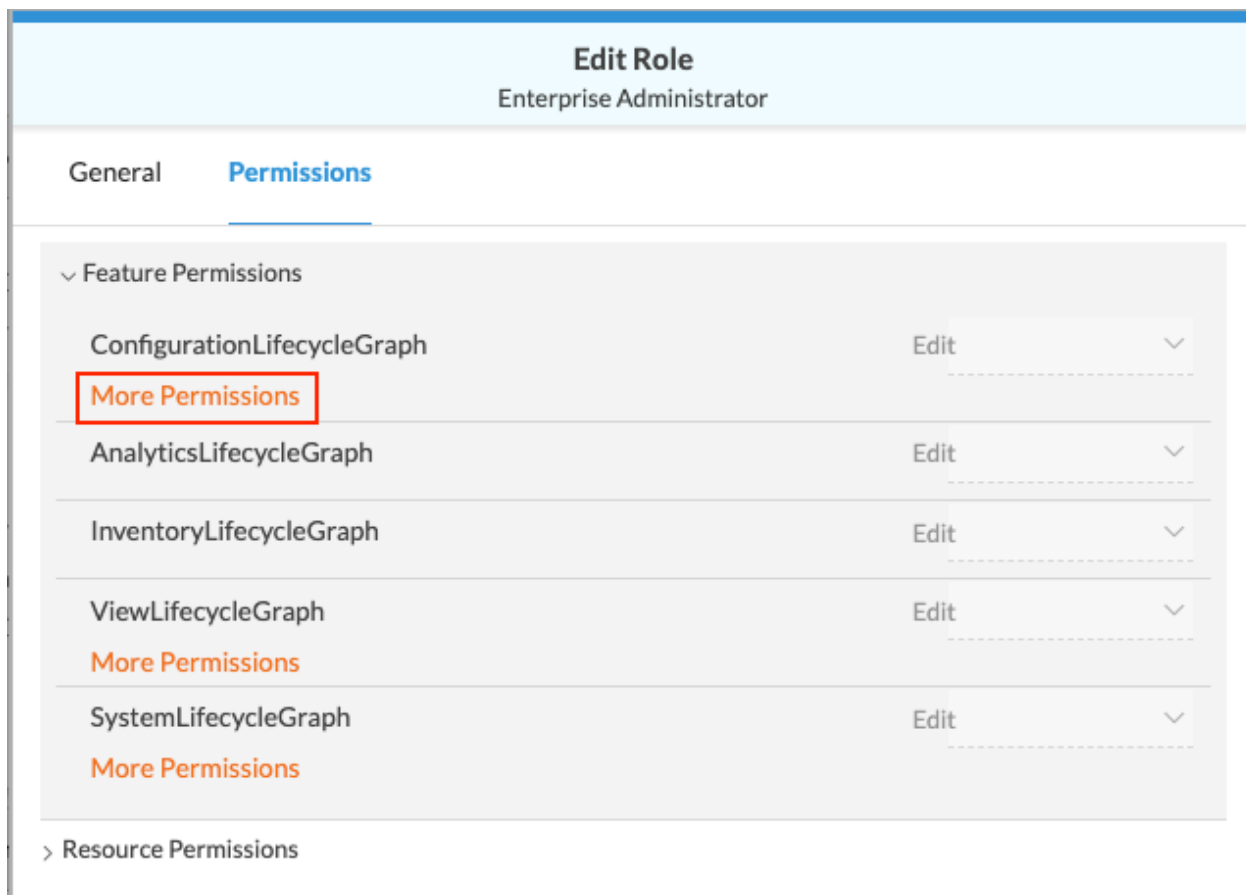 Edit Role
Enterprise Administrator
General Permissions
Feature Permissions
ConfigurationLifecycleGraph Edit
More Permissions
AnalyticsLifecycleGraph Edit
InventoryLifecycleGraph Edit
ViewLifecycleGraph Edit
More Permissions
SystemLifecycleGraph Edit
More Permissions
Resource Permissions